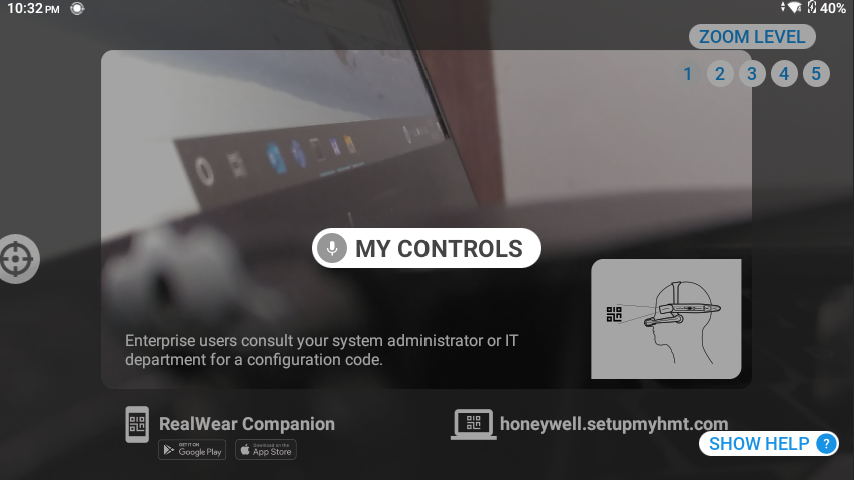 10:32 PM
40%
ZOOM LEVEL
1 2 3 4 5
MY CONTROLS
Enterprise users consult your system administrator or IT
department for a configuration code.
RealWear Companion
GET IT ON
Google Play
Download on the
App Store
honeywell.setupmyhmt.com
SHOW HELP ?